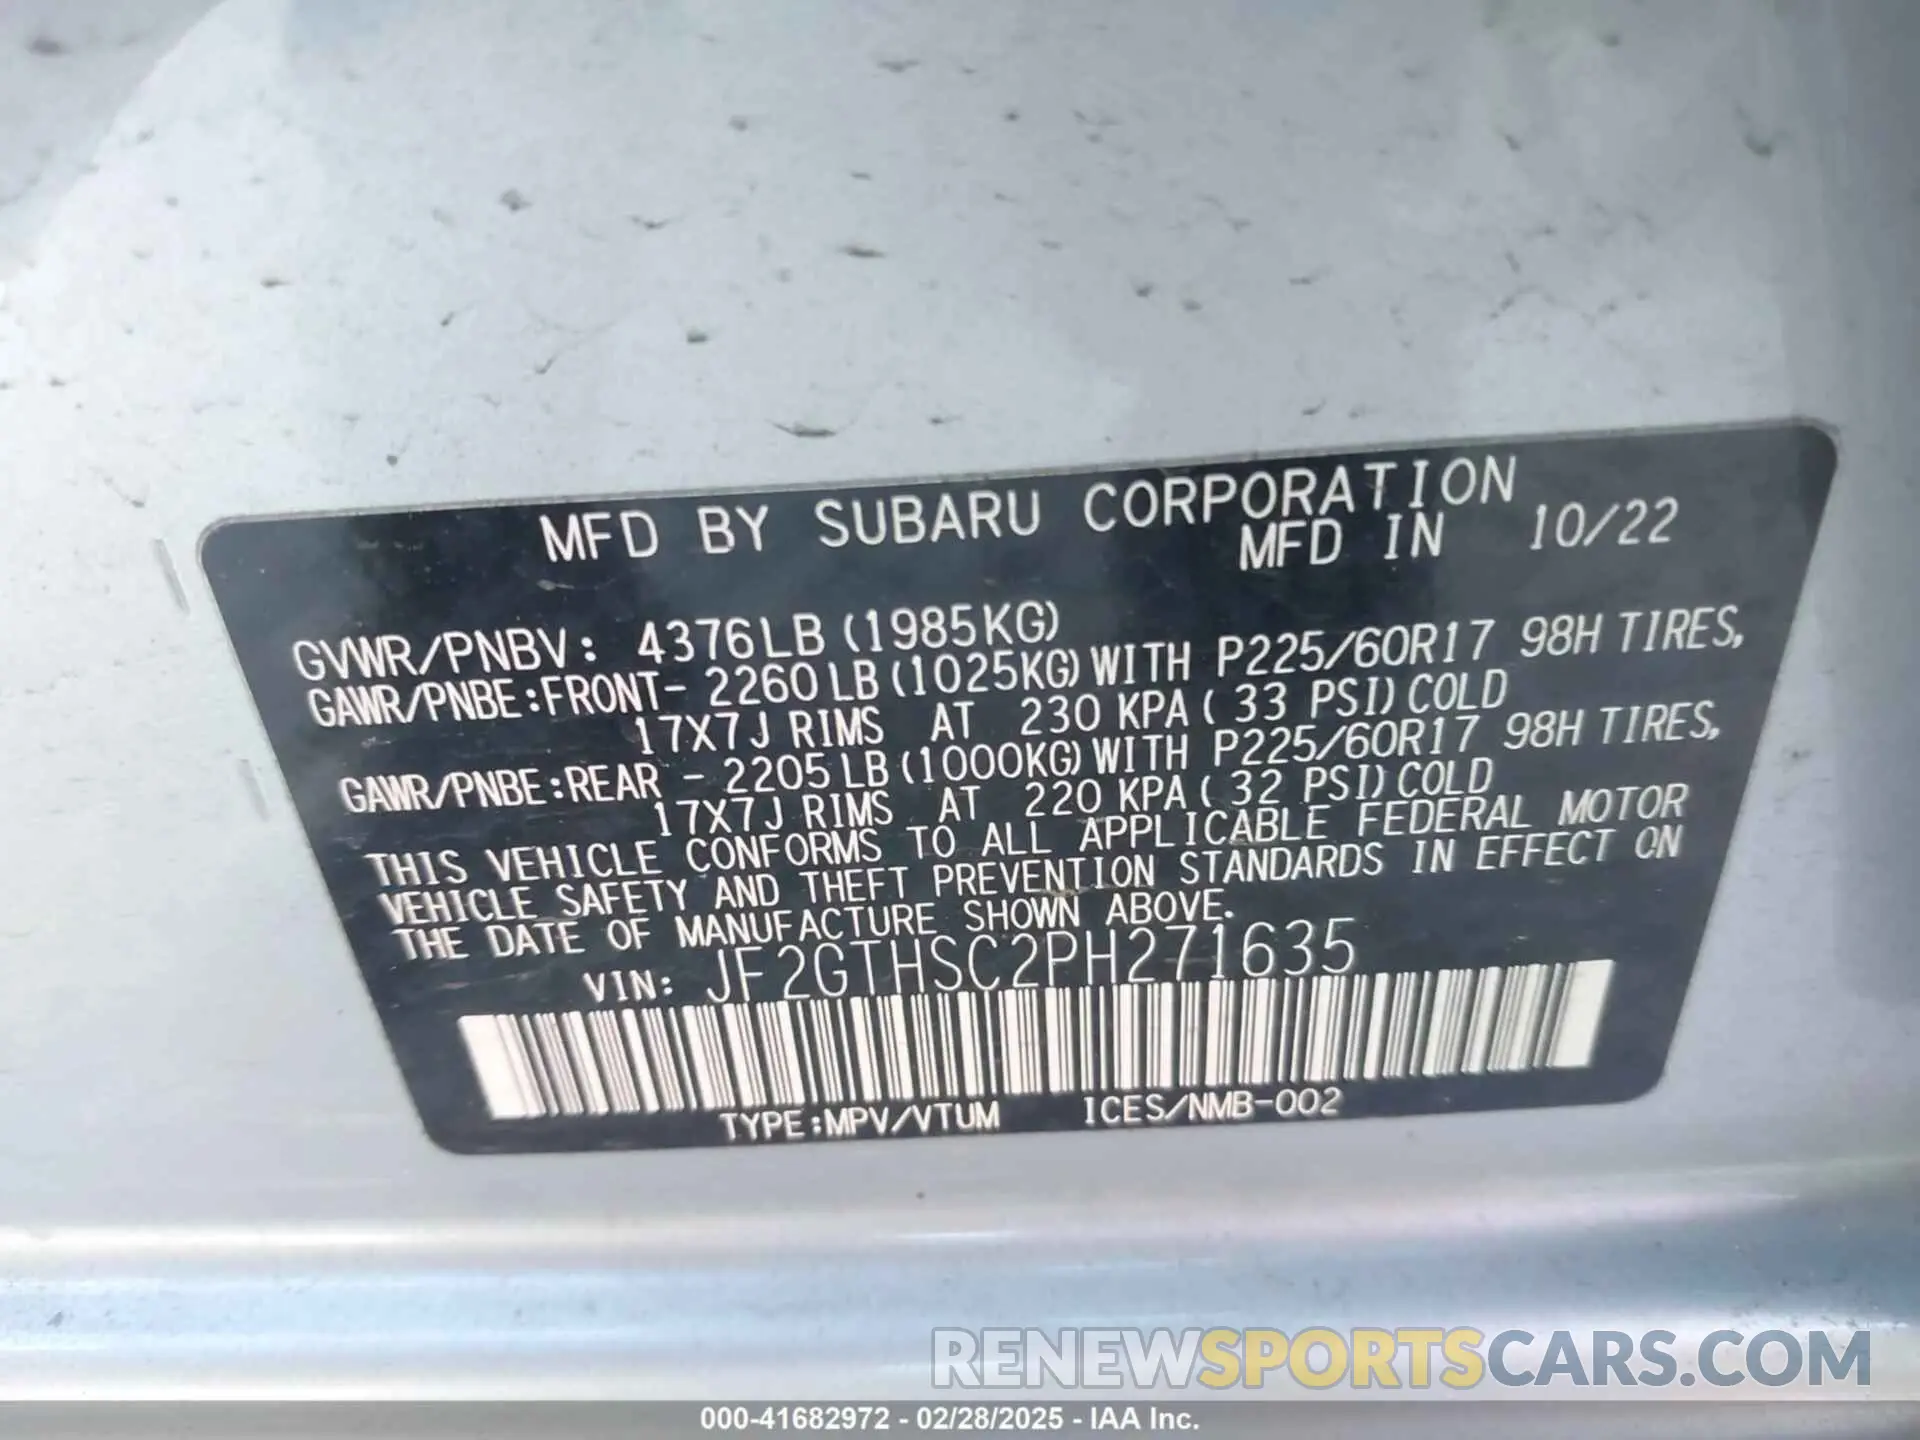 MFD BY SUBARU CORPORATION
MFD IN 10/22
GVWR/PNBV: 4376LB (1985KG)
GAWR/PNBE:FRONT- 2260LB (1025KG) WITH P225/60R17 98H TIRES,
17X7J RIMS AT 230 KPA ( 33 PSI) COLD
GAWR/PNBE:REAR - 2205LB (1000KG) WITH P225/60R17 98H TIRES,
17X7J RIMS AT 220 KPA ( 32 PSI) COLD
THIS VEHICLE CONFORMS TO ALL APPLICABLE FEDERAL MOTOR
VEHICLE SAFETY AND THEFT PREVENTION STANDARDS IN EFFECT ON
THE DATE OF MANUFACTURE SHOWN ABOVE.
VIN: JF2GTHSC2PH271635
TYPE:MPV/VTUM ICES/NMB-002
RENEWSPORTSCARS.COM
000-41682972 - 02/28/2025 - IAA Inc.